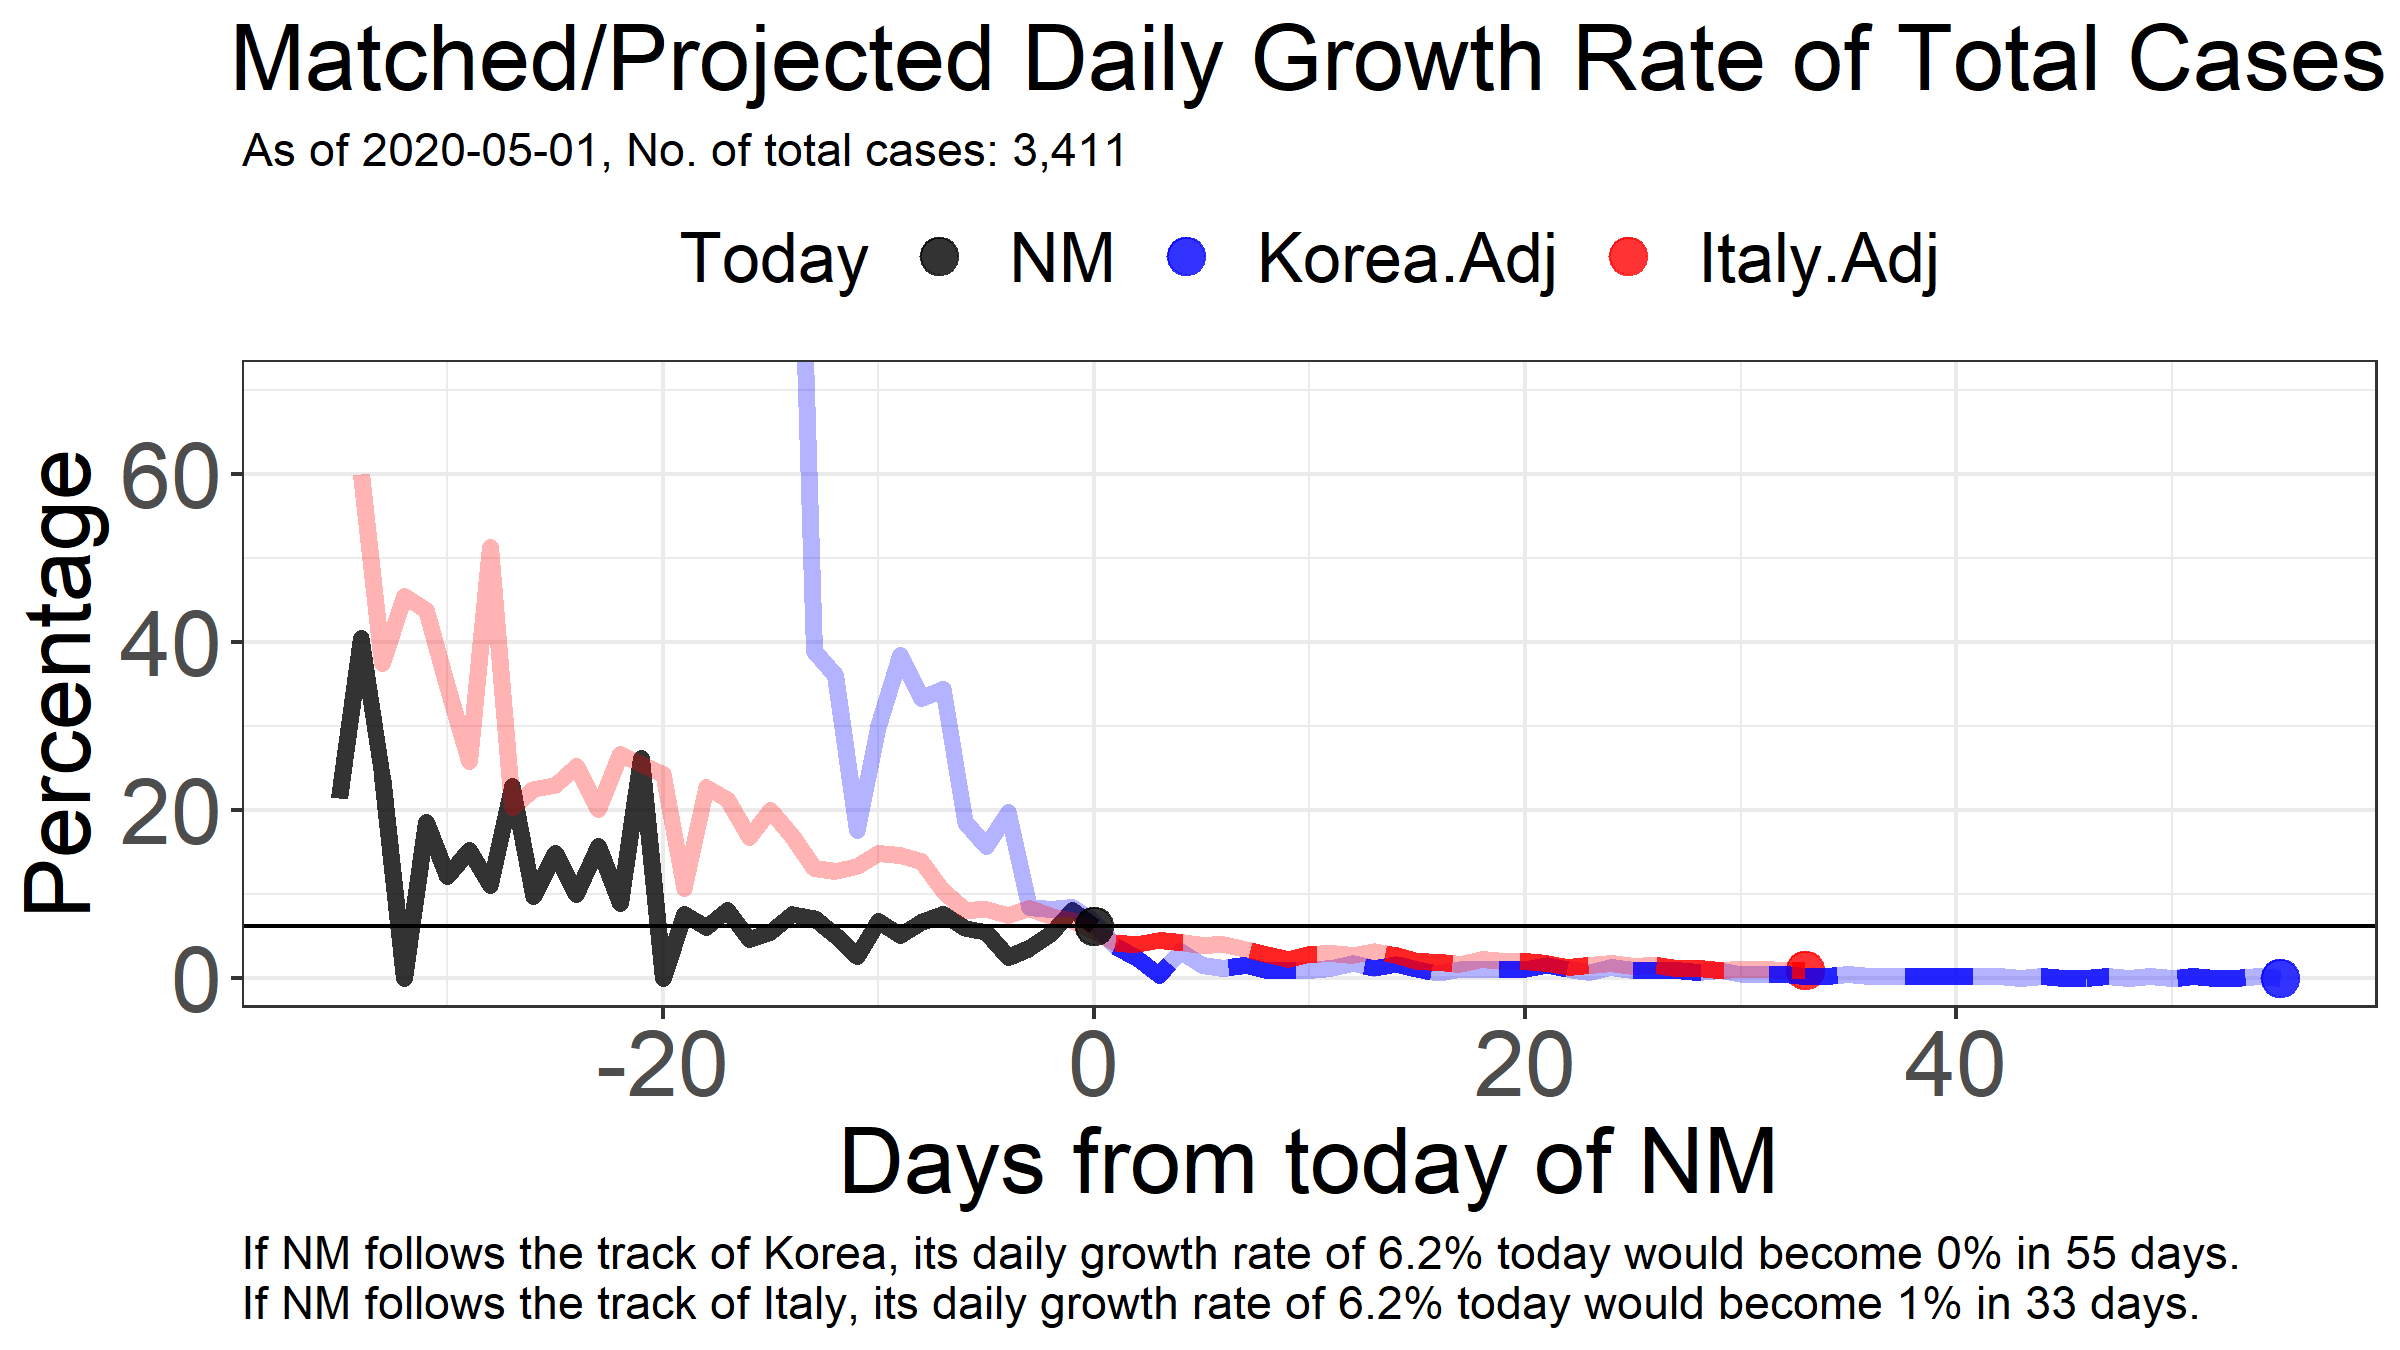 Matched/Projected Daily Growth Rate of Total Cases
As of 2020-05-01, No. of total cases: 3,411
Today NM Korea.Adj Italy.Adj
Percentage
60
40
20
0
-20 0 20 40
Days from today of NM
If NM follows the track of Korea, its daily growth rate of 6.2% today would become 0% in 55 days.
If NM follows the track of Italy, its daily growth rate of 6.2% today would become 1% in 33 days.